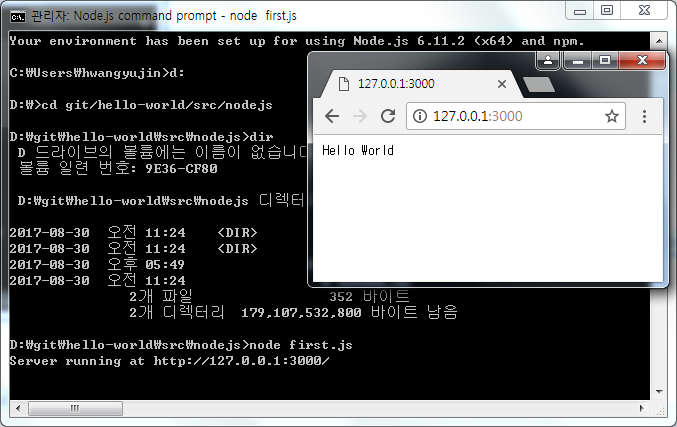 관리자: Node.js command prompt - node  first.js
Your environment has been set up for using Node.js 6.11.2 (x64) and npm.
C:₩Users₩hwangyujin>d:
D:₩>cd git/hello-world/src/nodejs
D:₩git₩hello-world₩src₩nodejs>dir
 D 드라이브의 볼륨에는 이름이 없습니다
 볼륨 일련 번호: 9E36-CF80
 D:₩git₩hello-world₩src₩nodejs 디렉터
2017-08-30  오전 11:24    <DIR>
2017-08-30  오전 11:24    <DIR>
2017-08-30  오후 05:49
2017-08-30  오전 11:24
2개 파일                 352 바이트
2개 디렉터리  179,107,532,800 바이트 남음
D:₩git₩hello-world₩src₩nodejs>node first.js
Server running at http://127.0.0.1:3000/
127.0.0.1:3000
127.0.0.1:3000
Hello World